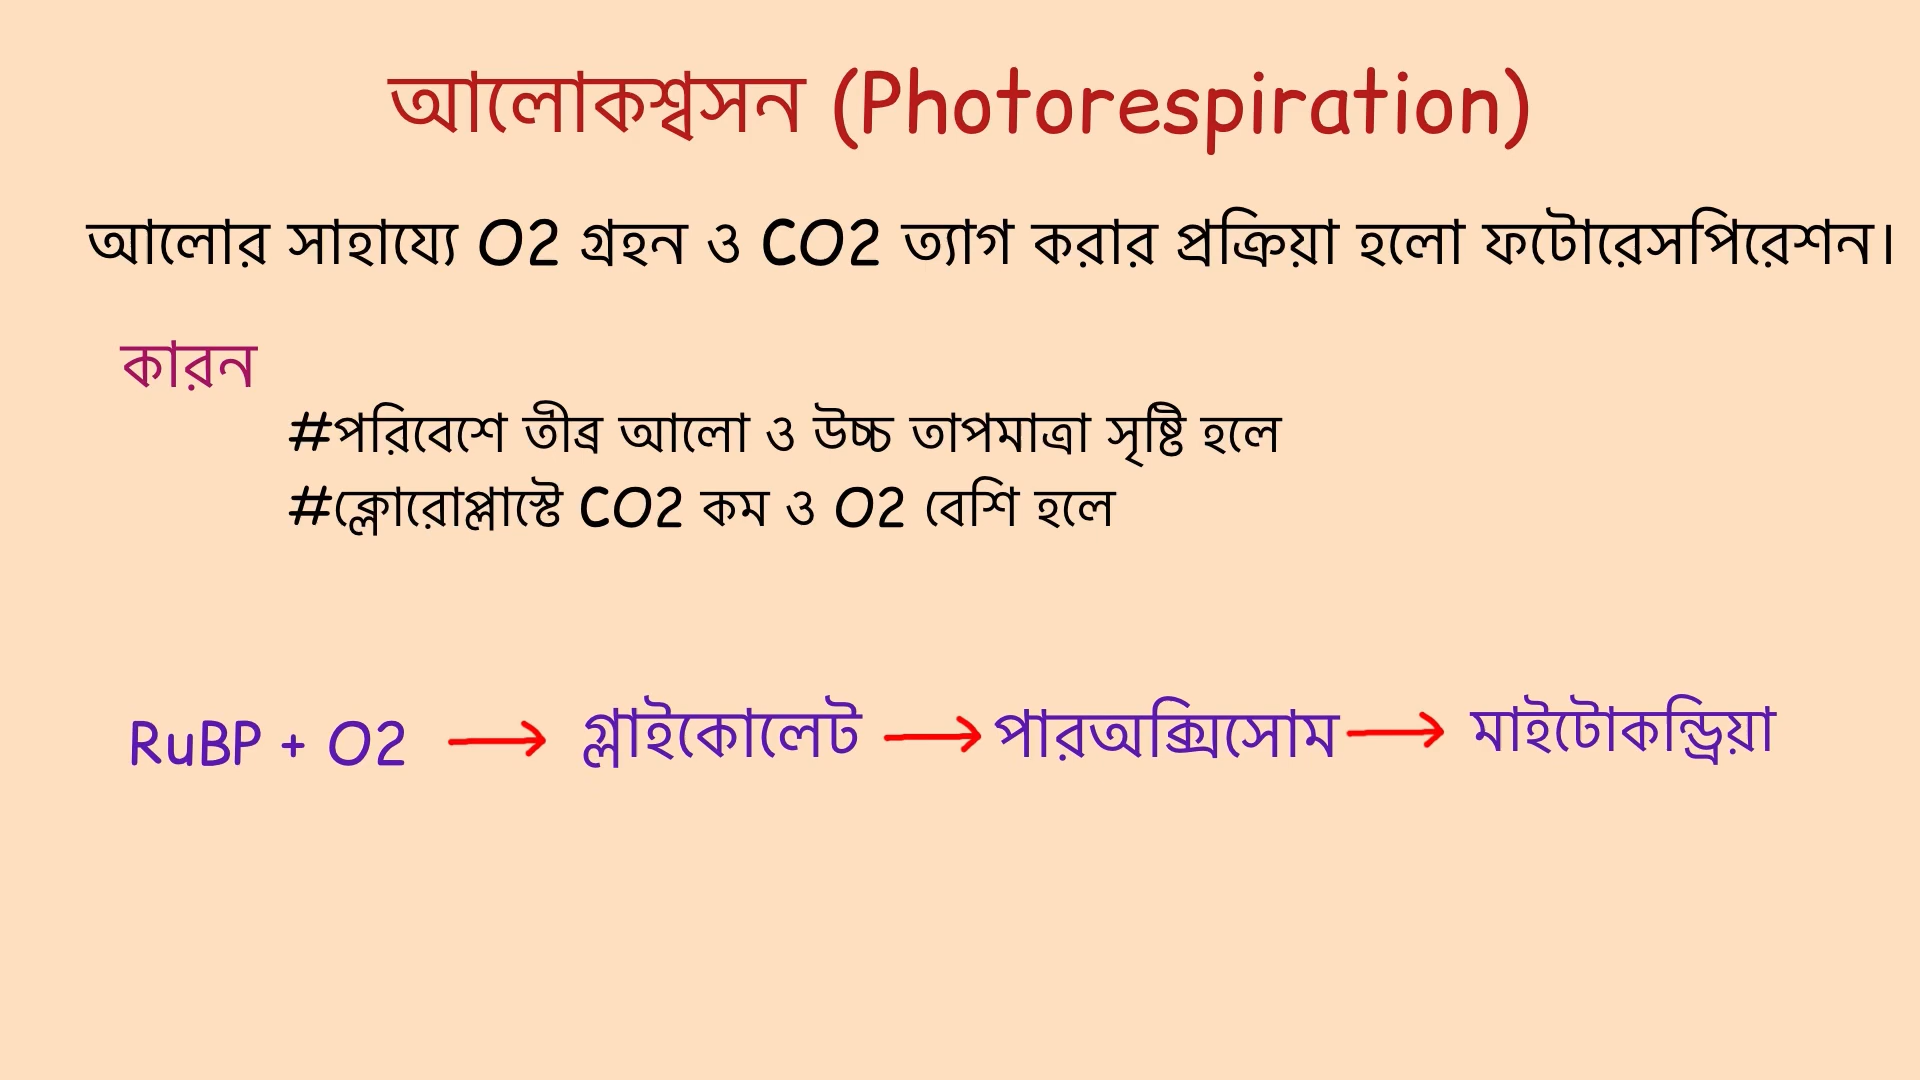 আলোকশ্বসন (Photorespiration)
আলোর সাহায্যে O2 গ্রহন ও CO2 ত্যাগ করার প্রক্রিয়া হলো ফটোরেসপিরেশন।
কারন
#পরিবেশে তীব্র আলো ও উচ্চ তাপমাত্রা সৃষ্টি হলে
#ক্লোরোপ্লাস্টে CO2 কম ও O2 বেশি হলে
RuBP + O2 → গ্লাইকোলেট → পারঅক্সিসোম → মাইটোকন্ড্রিয়া